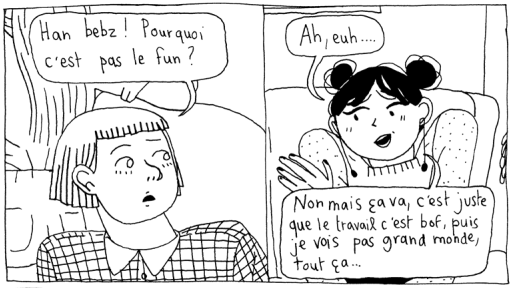 Han bebz ! Pourquoi
c'est pas le fun ?
Ah, euh....
Non mais ça va, c'est juste
que le travail c'est bof, puis
je vois pas grand monde,
tout ça...